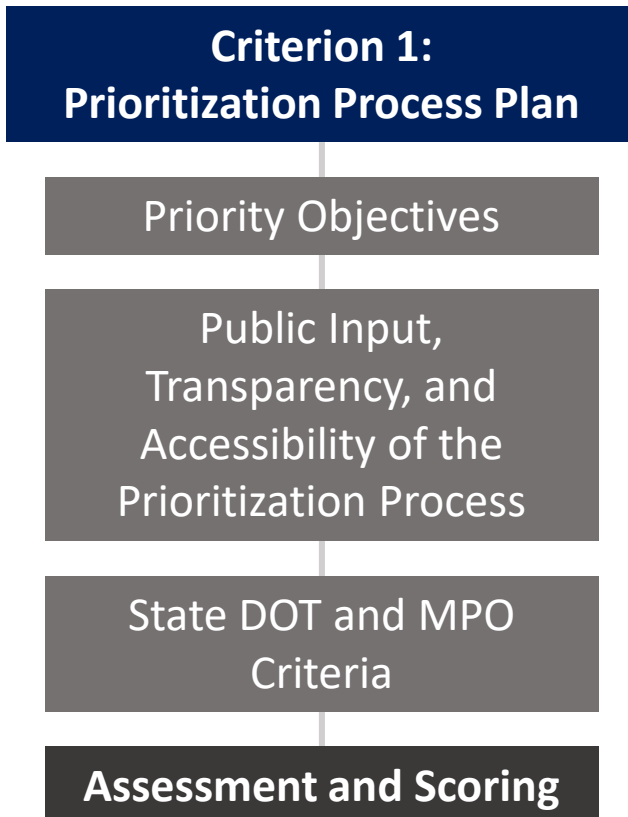 Criterion 1:
Prioritization Process Plan
Priority Objectives
Public Input,
Transparency, and
Accessibility of the
Prioritization Process
State DOT and MPO
Criteria
Assessment and Scoring